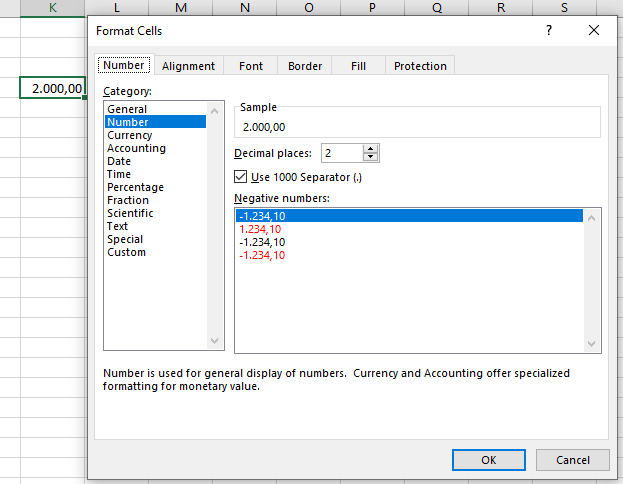 K L M N O P Q R S
Format Cells ? ×
Number Alignment Font Border Fill Protection
2.000,00
Category:
General
Number
Currency
Accounting
Date
Time
Percentage
Fraction
Scientific
Text
Special
Custom
Sample
2.000,00
Decimal places: 2
Use 1000 Separator (.)
Negative numbers:
-1.234,10
1.234,10
-1.234,10
-1.234,10
Number is used for general display of numbers. Currency and Accounting offer specialized
formatting for monetary value.
OK Cancel